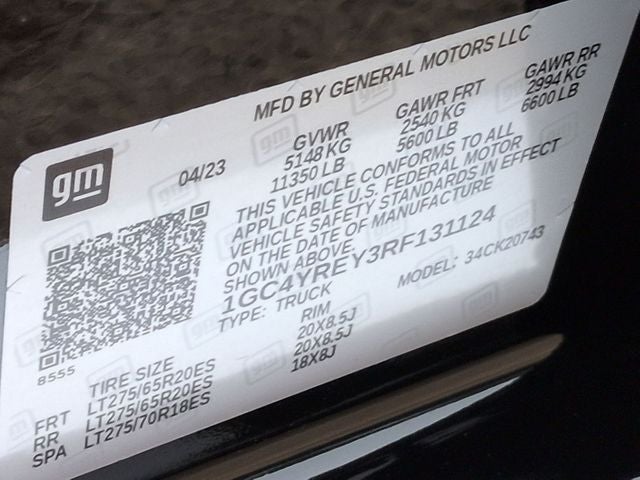 MFD BY GENERAL MOTORS LLC
gm
04/23
GVWR GAWR FRT GAWR RR
5148 KG 2540 KG 2994 KG
11350 LB 5600 LB 6600 LB
THIS VEHICLE CONFORMS TO ALL
APPLICABLE U.S. FEDERAL MOTOR
VEHICLE SAFETY STANDARDS IN EFFECT
ON THE DATE OF MANUFACTURE
SHOWN ABOVE.
1GC4YREY3RF131124
TYPE: TRUCK MODEL: 34CK20743
8555
TIRE SIZE RIM
FRT LT275/65R20ES 20X8.5J
RR LT275/65R20ES 20X8.5J
SPA LT275/70R18ES 18X8J